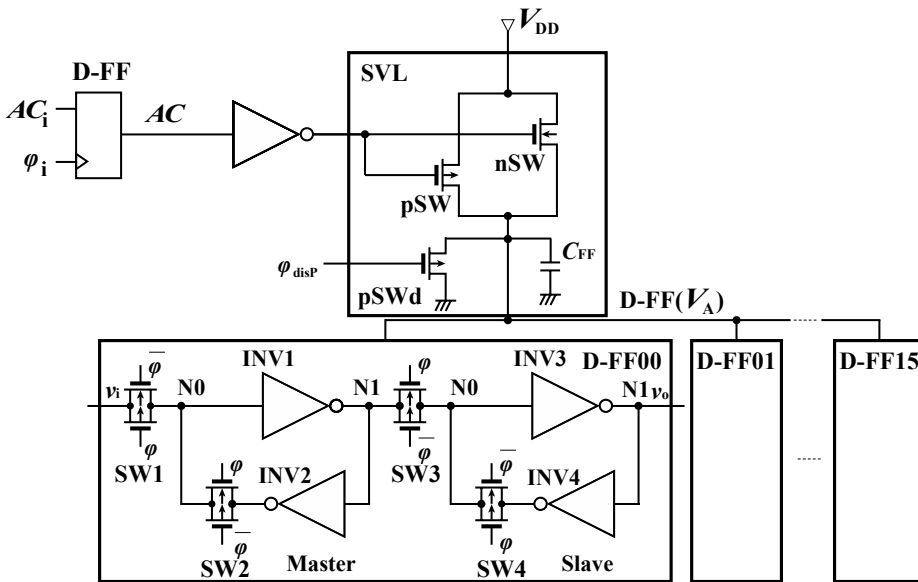 V_DD
D-FF
SVL
AC_i
AC
φ_i
nSW
pSW
φ_disP
C_FF
pSWd
D-FF(V_A)
φ̅
INV1
φ
INV3
D-FF00
D-FF01
D-FF15
v_i
N0
N1
N0
N1
v_o
φ
φ̅
SW1
φ
INV2
SW3
φ̅
INV4
φ̅
φ
SW2
Master
SW4
Slave